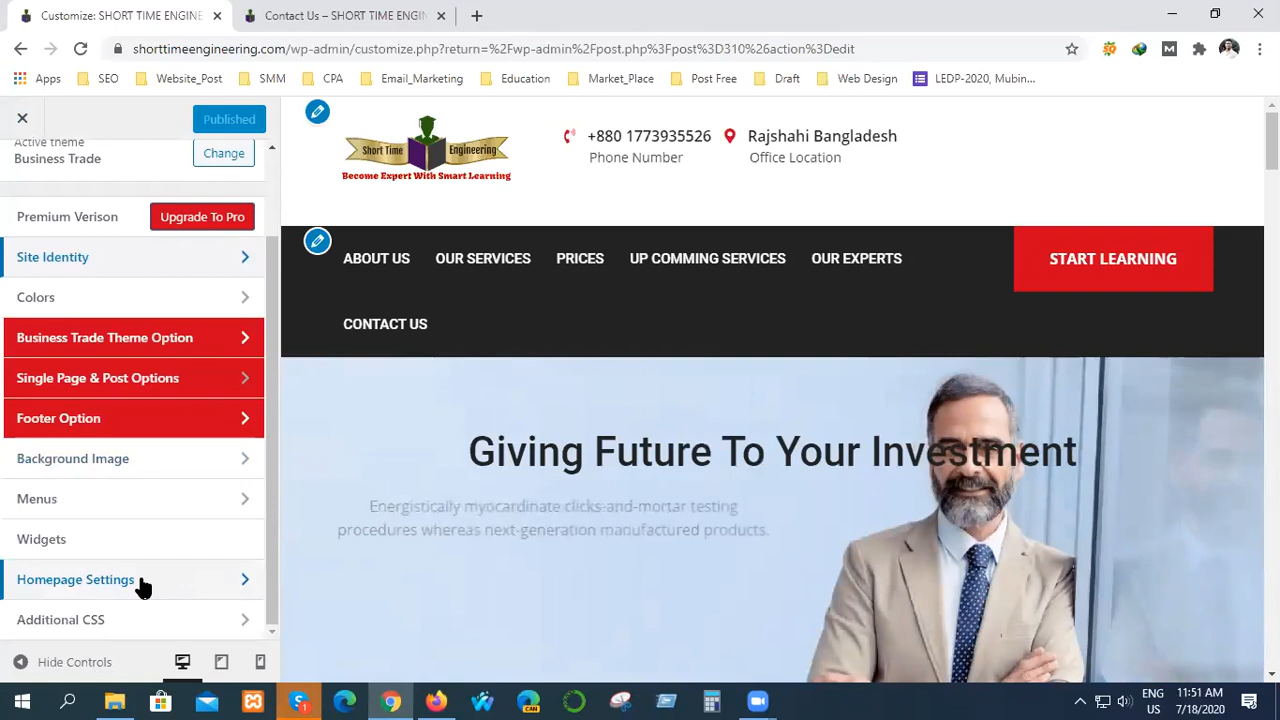 Customize: SHORT TIME ENGINE
Contact Us – SHORT TIME ENGIN
shorttimeengineering.com/wp-admin/customize.php?return=%2Fwp-admin%2Fpost.php%3Fpost%3D310%26action%3Dedit
Apps SEO Website_Post SMM CPA Email_Marketing Education Market_Place Post Free Draft Web Design LEDP-2020, Mubin...
Published
Active theme
Business Trade
Change
Premium Verison
Upgrade To Pro
Site Identity
Colors
Business Trade Theme Option
Single Page & Post Options
Footer Option
Background Image
Menus
Widgets
Homepage Settings
Additional CSS
Hide Controls
Short Time Engineering
Become Expert With Smart Learning
+880 1773935526
Phone Number
Rajshahi Bangladesh
Office Location
ABOUT US OUR SERVICES PRICES UP COMMING SERVICES OUR EXPERTS
CONTACT US
START LEARNING
Giving Future To Your Investment
Energistically myocardinate clicks-and-mortar testing
procedures whereas next-generation manufactured products.
CAN
ENG
US
11:51 AM
7/18/2020